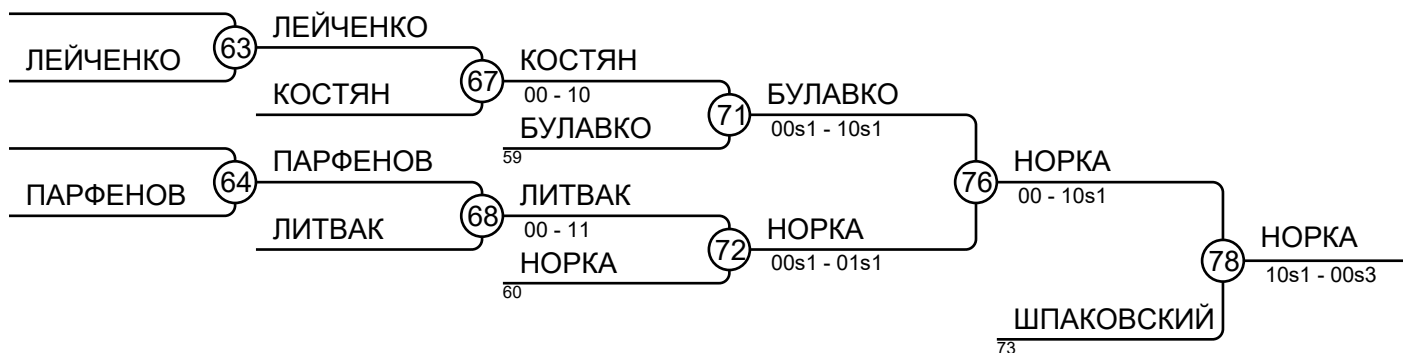 ЛЕЙЧЕНКО
63
ЛЕЙЧЕНКО
КОСТЯН
67
КОСТЯН
00 - 10
БУЛАВКО
59
71
БУЛАВКО
00s1 - 10s1
ПАРФЕНОВ
64
ПАРФЕНОВ
ЛИТВАК
68
ЛИТВАК
00 - 11
НОРКА
60
72
НОРКА
00s1 - 01s1
76
НОРКА
00 - 10s1
ШПАКОВСКИЙ
73
78
НОРКА
10s1 - 00s3